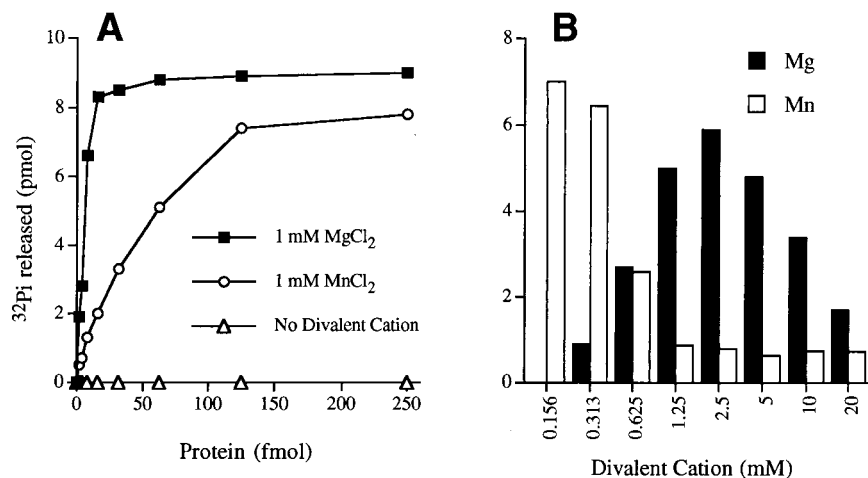 A
10
8
6
4
2
0
³²Pi released (pmol)
1 mM MgCl₂
1 mM MnCl₂
No Divalent Cation
0 50 100 150 200 250
Protein (fmol)
B
8
6
4
2
0
Mg
Mn
0.156
0.313
0.625
1.25
2.5
5
10
20
Divalent Cation (mM)